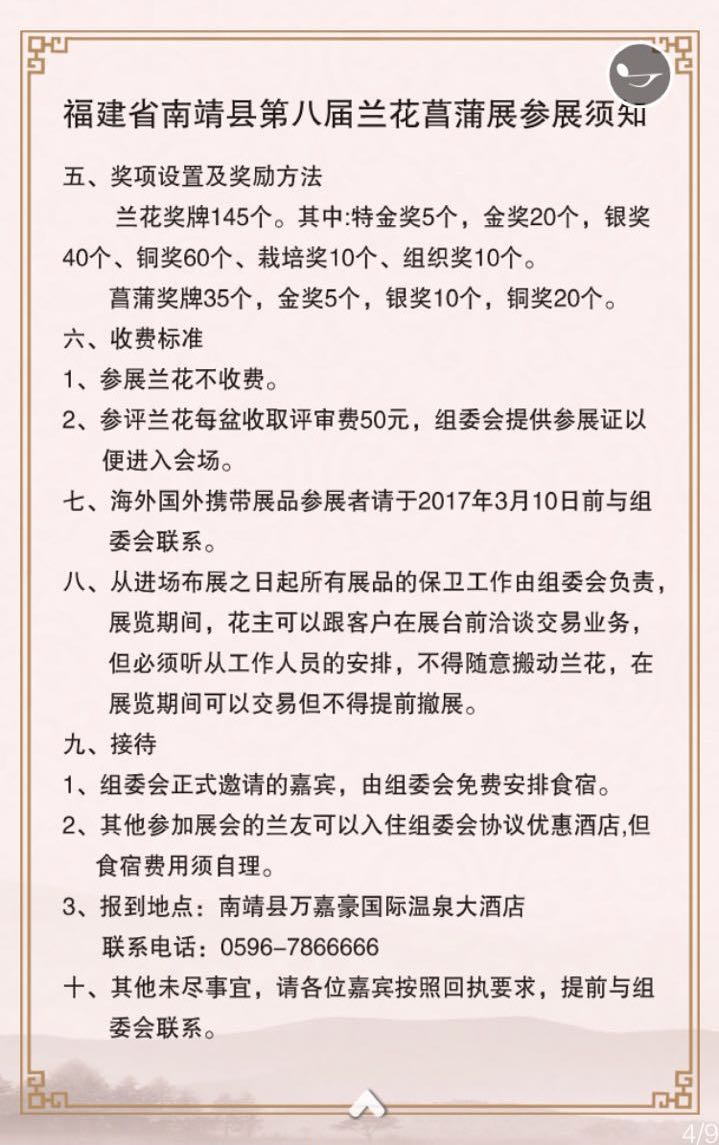 福建省南靖县第八届兰花菖蒲展参展须知
五、奖项设置及奖励方法
兰花奖牌145个。其中:特金奖5个，金奖20个，银奖
40个、铜奖60个、栽培奖10个、组织奖10个。
菖蒲奖牌35个，金奖5个，银奖10个，铜奖20个。
六、收费标准
1、参展兰花不收费。
2、参评兰花每盆收取评审费50元，组委会提供参展证以
便进入会场。
七、海外国外携带展品参展者请于2017年3月10日前与组
委会联系。
八、从进场布展之日起所有展品的保卫工作由组委会负责，
展览期间，花主可以跟客户在展台前洽谈交易业务，
但必须听从工作人员的安排，不得随意搬动兰花，在
展览期间可以交易但不得提前撤展。
九、接待
1、组委会正式邀请的嘉宾，由组委会免费安排食宿。
2、其他参加展会的兰友可以入住组委会协议优惠酒店,但
食宿费用须自理。
3、报到地点：南靖县万嘉豪国际温泉大酒店
联系电话：0596-7866666
十、其他未尽事宜，请各位嘉宾按照回执要求，提前与组
委会联系。
4/9